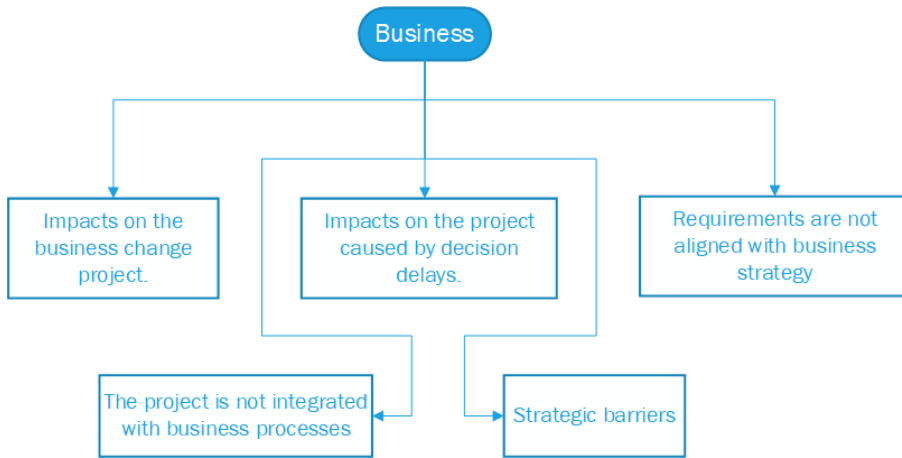 Business
Impacts on the
business change
project.
Impacts on the project
caused by decision
delays.
Requirements are not
aligned with business
strategy
The project is not integrated
with business processes
Strategic barriers